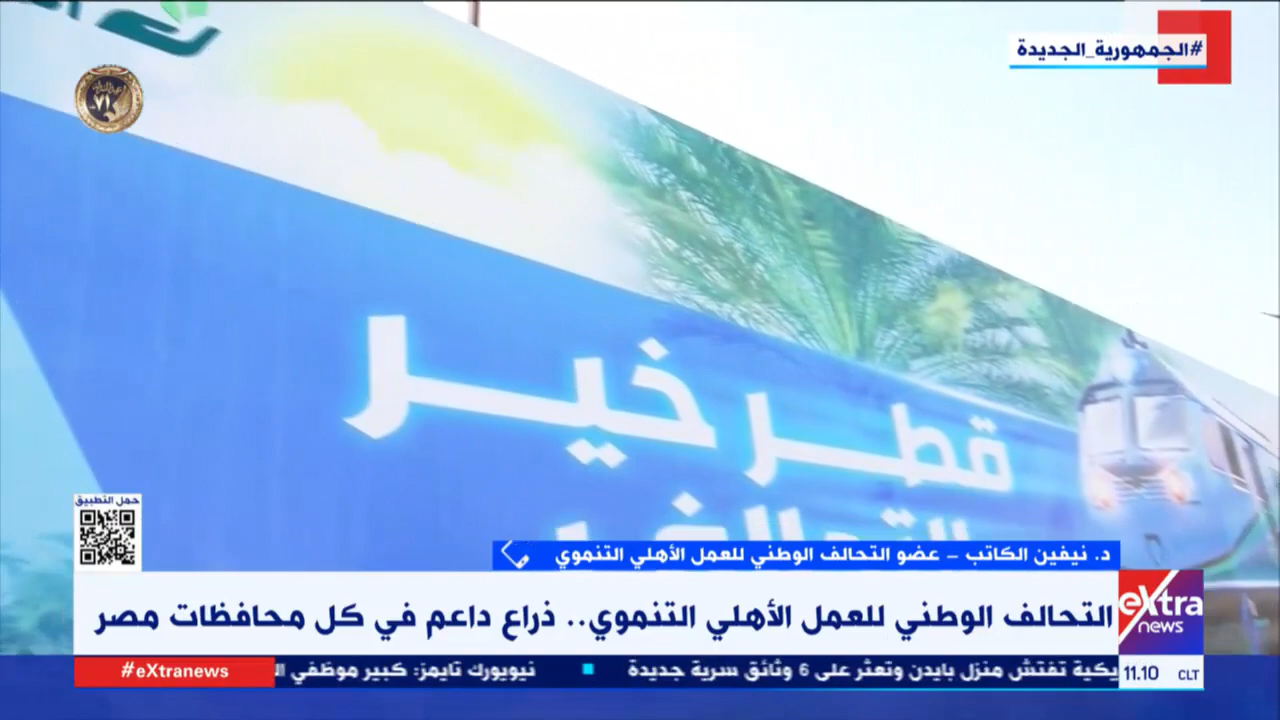 #الجمهورية_الجديدة
قطر خير
التحالف
حمل التطبيق
د. نيفين الكاتب – عضو التحالف الوطني للعمل الأهلي التنموي
التحالف الوطني للعمل الأهلي التنموي.. ذراع داعم في كل محافظات مصر
eXtra
news
يكية تفتش منزل بايدن وتعثر على 6 وثائق سرية جديدة ■ نيويورك تايمز: كبير موظفي
#eXtranews
11.10 CLT